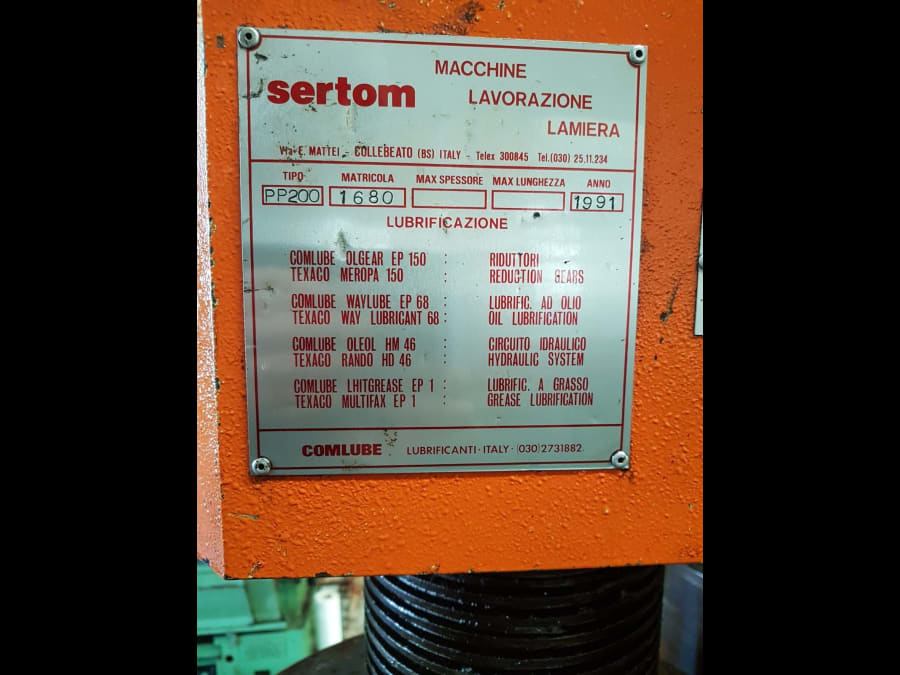 sertom
MACCHINE
LAVORAZIONE
LAMIERA
Via E. MATTEI - COLLEBEATO (BS) ITALY - Telex 300845 Tel.(030) 25.11.234
TIPO MATRICOLA MAX SPESSORE MAX LUNGHEZZA ANNO
PP200 1680 1991
LUBRIFICAZIONE
COMLUBE OLGEAR EP 150 : RIDUTTORI
TEXACO MEROPA 150 : REDUCTION GEARS
COMLUBE WAYLUBE EP 68 : LUBRIFIC. AD OLIO
TEXACO WAY LUBRICANT 68 : OIL LUBRIFICATION
COMLUBE OLEOL HM 46 : CIRCUITO IDRAULICO
TEXACO RANDO HD 46 : HYDRAULIC SYSTEM
COMLUBE LHITGREASE EP 1 : LUBRIFIC. A GRASSO
TEXACO MULTIFAX EP 1 : GREASE LUBRIFICATION
COMLUBE LUBRIFICANTI · ITALY · (030) 2731882